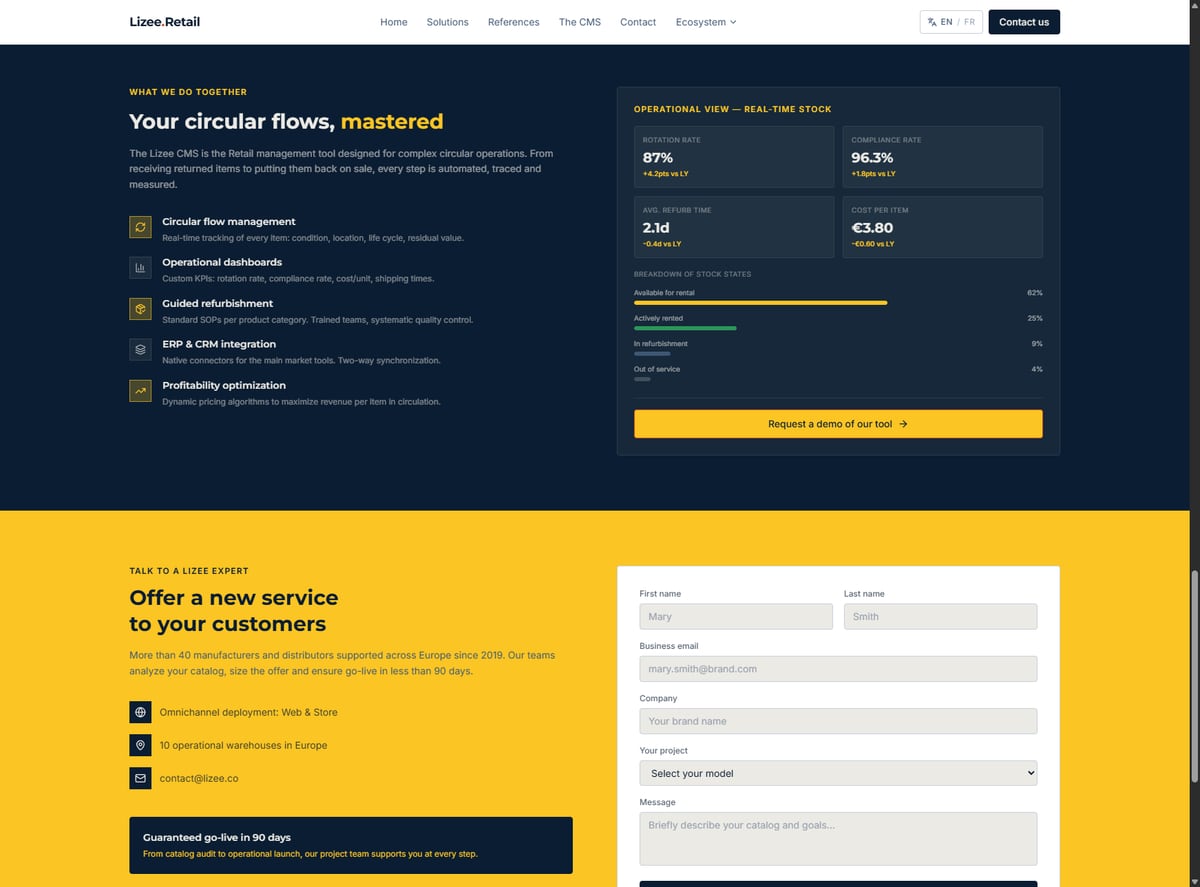 Lizee.Retail
Home
Solutions
References
The CMS
Contact
Ecosystem
EN / FR
Contact us
WHAT WE DO TOGETHER
Your circular flows, mastered
The Lizee CMS is the Retail management tool designed for complex circular operations. From
receiving returned items to putting them back on sale, every step is automated, traced and
measured.
Circular flow management
Real-time tracking of every item: condition, location, life cycle, residual value.
Operational dashboards
Custom KPIs: rotation rate, compliance rate, cost/unit, shipping times.
Guided refurbishment
Standard SOPs per product category. Trained teams, systematic quality control.
ERP & CRM integration
Native connectors for the main market tools. Two-way synchronization.
Profitability optimization
Dynamic pricing algorithms to maximize revenue per item in circulation.
OPERATIONAL VIEW — REAL-TIME STOCK
ROTATION RATE
87%
+4.2pts vs LY
COMPLIANCE RATE
96.3%
+1.8pts vs LY
AVG. REFURB TIME
2.1d
-0.4d vs LY
COST PER ITEM
€3.80
-€0.60 vs LY
BREAKDOWN OF STOCK STATES
Available for rental 62%
Actively rented 25%
In refurbishment 9%
Out of service 4%
Request a demo of our tool →
TALK TO A LIZEE EXPERT
Offer a new service
to your customers
More than 40 manufacturers and distributors supported across Europe since 2019. Our teams
analyze your catalog, size the offer and ensure go-live in less than 90 days.
Omnichannel deployment: Web & Store
10 operational warehouses in Europe
contact@lizee.co
Guaranteed go-live in 90 days
From catalog audit to operational launch, our project team supports you at every step.
First name
Mary
Last name
Smith
Business email
mary.smith@brand.com
Company
Your brand name
Your project
Select your model
Message
Briefly describe your catalog and goals...